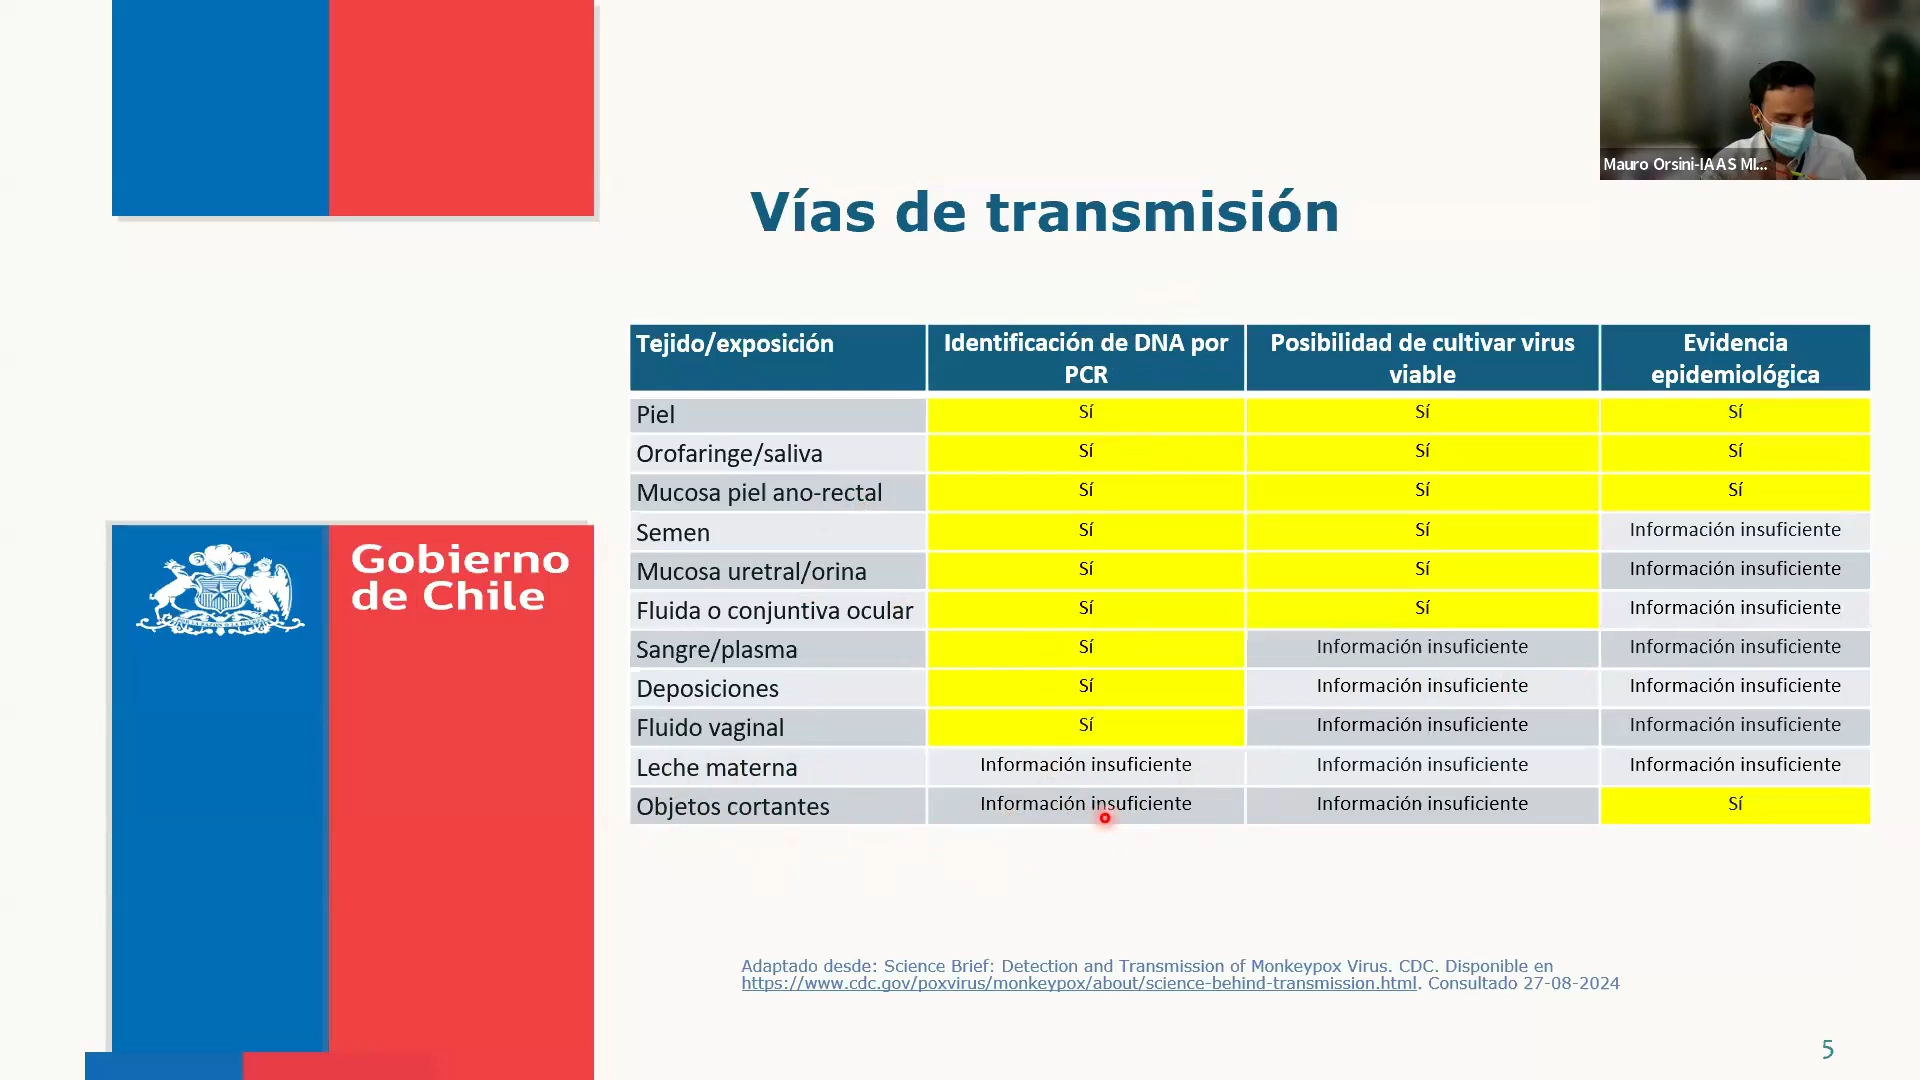 Mauro Orsini-IAAS MI...
Vías de transmisión
Tejido/exposición
Identificación de DNA por PCR
Posibilidad de cultivar virus viable
Evidencia epidemiológica
Piel Sí Sí Sí
Orofaringe/saliva Sí Sí Sí
Mucosa piel ano-rectal Sí Sí Sí
Semen Sí Sí Información insuficiente
Mucosa uretral/orina Sí Sí Información insuficiente
Fluida o conjuntiva ocular Sí Sí Información insuficiente
Sangre/plasma Sí Información insuficiente Información insuficiente
Deposiciones Sí Información insuficiente Información insuficiente
Fluido vaginal Sí Información insuficiente Información insuficiente
Leche materna Información insuficiente Información insuficiente Información insuficiente
Objetos cortantes Información insuficiente Información insuficiente Sí
Gobierno
de Chile
Adaptado desde: Science Brief: Detection and Transmission of Monkeypox Virus. CDC. Disponible en
https://www.cdc.gov/poxvirus/monkeypox/about/science-behind-transmission.html. Consultado 27-08-2024
5